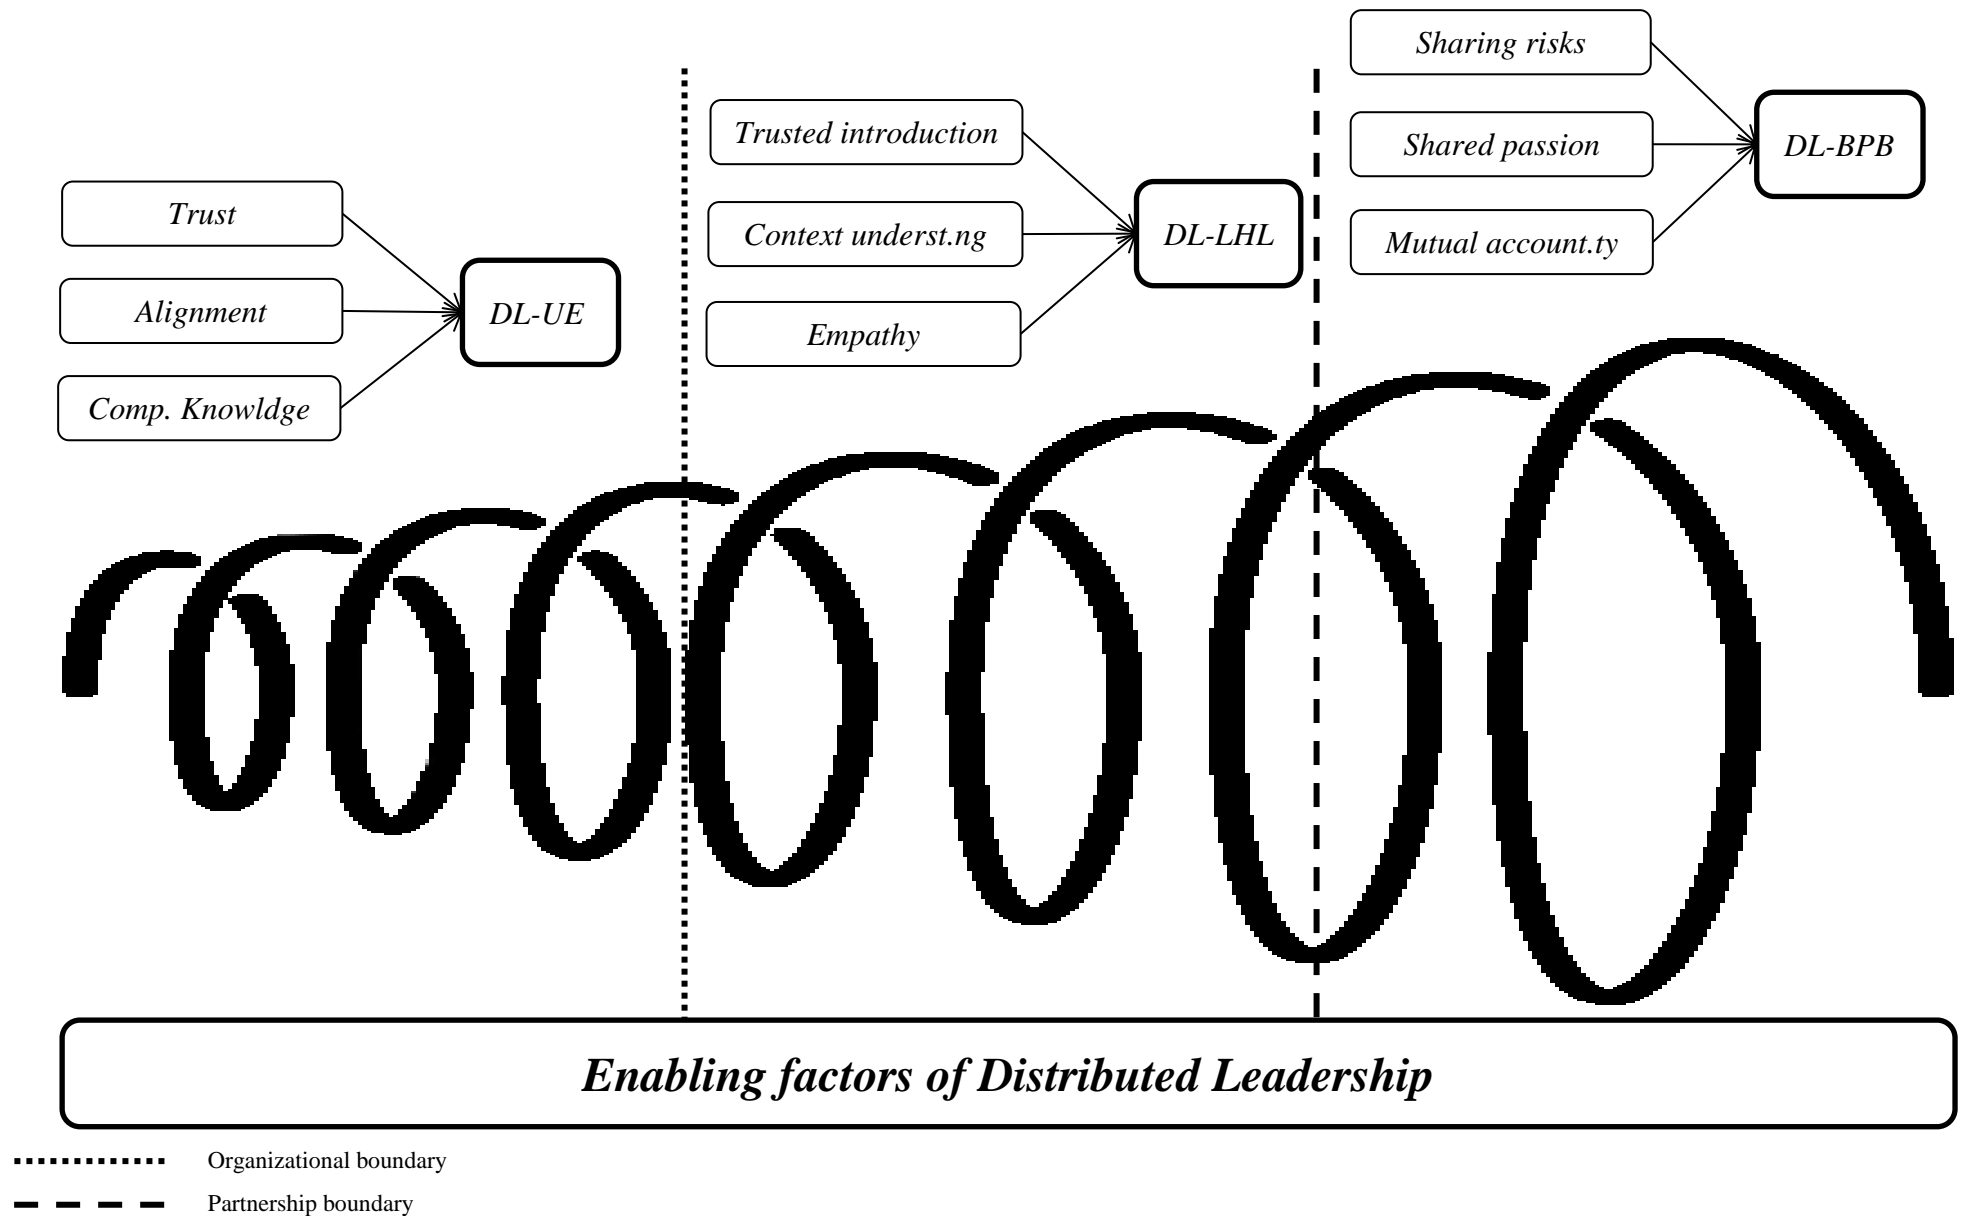 Trust
Alignment
Comp. Knowldge
DL-UE
Trusted introduction
Context underst.ng
Empathy
DL-LHL
Sharing risks
Shared passion
Mutual account.ty
DL-BPB
Enabling factors of Distributed Leadership
Organizational boundary
Partnership boundary